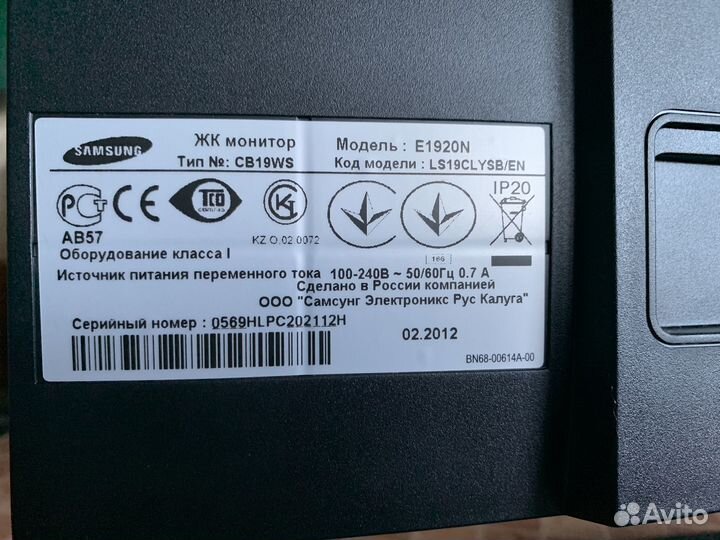 SAMSUNG
ЖК монитор
Модель : E1920N
Тип №: CB19WS
Код модели : LS19CLYSB/EN
IP20
AB57
KZ.O.02.0072
166
Оборудование класса I
Источник питания переменного тока 100-240В ~ 50/60Гц 0.7 А
Сделано в России компанией
ООО "Самсунг Электроникс Рус Калуга"
Серийный номер : 0569HLPC202112H
02.2012
BN68-00614A-00
Avito